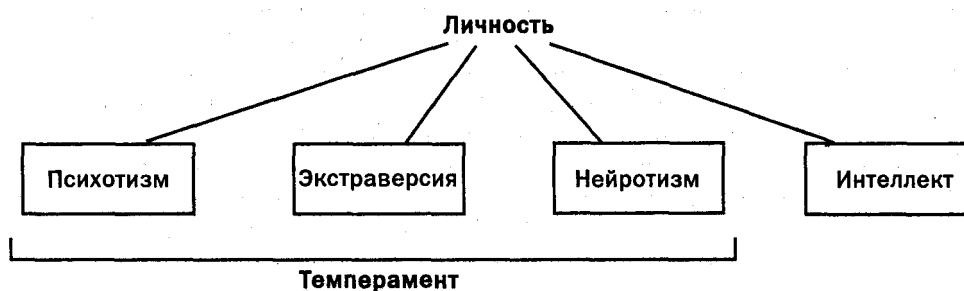 Личность
Психотизм
Экстраверсия
Нейротизм
Интеллект
Темперамент